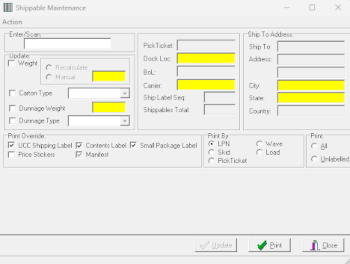 Shippable Maintenance
Action
Enter/Scan:
Update:
Weight
Recalculate
Manual
Carton Type
Dunnage Weight
Dunnage Type
PickTicket:
Dock Loc:
BoL:
Carrier:
Ship Label Seq:
Shippables Total:
Ship To Address:
Ship To:
Address:
City:
State:
Country:
Print Override:
UCC Shipping Label
Contents Label
Small Package Label
Price Stickers
Manifest
Print By:
LPN
Wave
Skid
Load
PickTicket
Print:
All
Unlabelled
Update
Print
Close